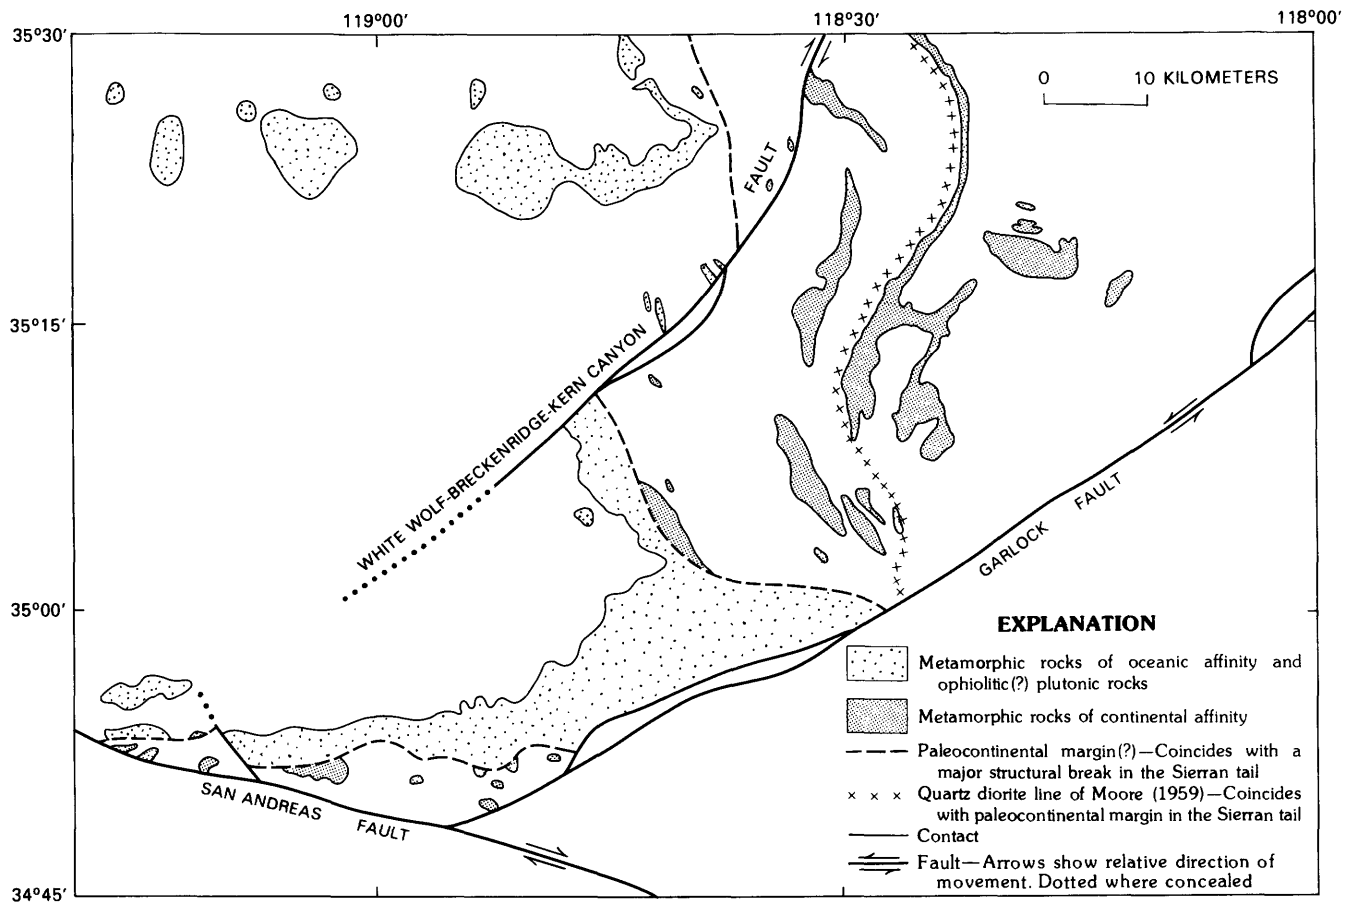 119°00'
118°30'
118°00'
35°30'
0 10 KILOMETERS
FAULT
35°15'
WHITE WOLF-BRECKENRIDGE-KERN CANYON
GARLOCK FAULT
35°00'
EXPLANATION
Metamorphic rocks of oceanic affinity and
ophiolitic(?) plutonic rocks
Metamorphic rocks of continental affinity
Paleocontinental margin(?)—Coincides with a
major structural break in the Sierran tail
Quartz diorite line of Moore (1959)—Coincides
with paleocontinental margin in the Sierran tail
Contact
Fault—Arrows show relative direction of
movement. Dotted where concealed
SAN ANDREAS FAULT
34°45'